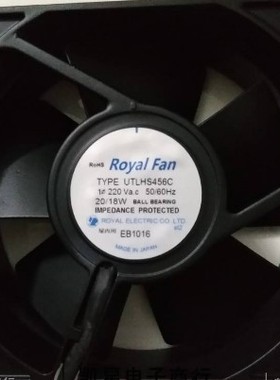 RoHS Royal Fan
TYPE UTLHS456C
1ø 220 Va.c 50/60Hz
20/18W BALL BEARING
IMPEDANCE PROTECTED
ROYAL ELECTRIC CO. LTD.
EB1016
MADE IN JAPAN